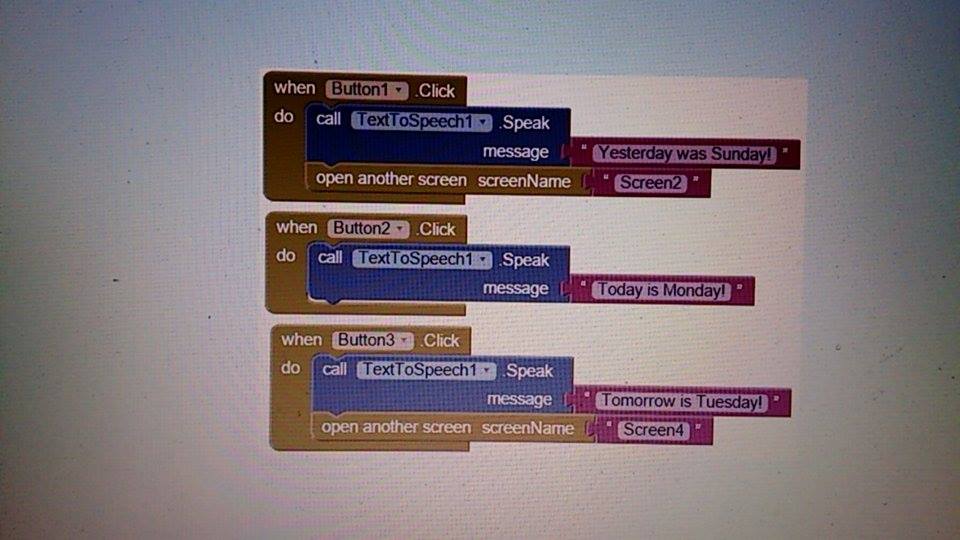 when Button1 .Click
do call TextToSpeech1 .Speak
message " Yesterday was Sunday! "
open another screen screenName " Screen2 "
when Button2 .Click
do call TextToSpeech1 .Speak
message " Today is Monday! "
when Button3 .Click
do call TextToSpeech1 .Speak
message " Tomorrow is Tuesday! "
open another screen screenName " Screen4 "